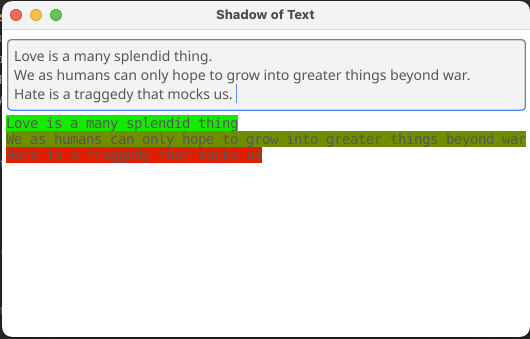 Shadow of Text
Love is a many splendid thing.
We as humans can only hope to grow into greater things beyond war.
Hate is a traggedy that mocks us.
Love is a many splendid thing
We as humans can only hope to grow into greater things beyond war
Hate is a traggedy that mocks us